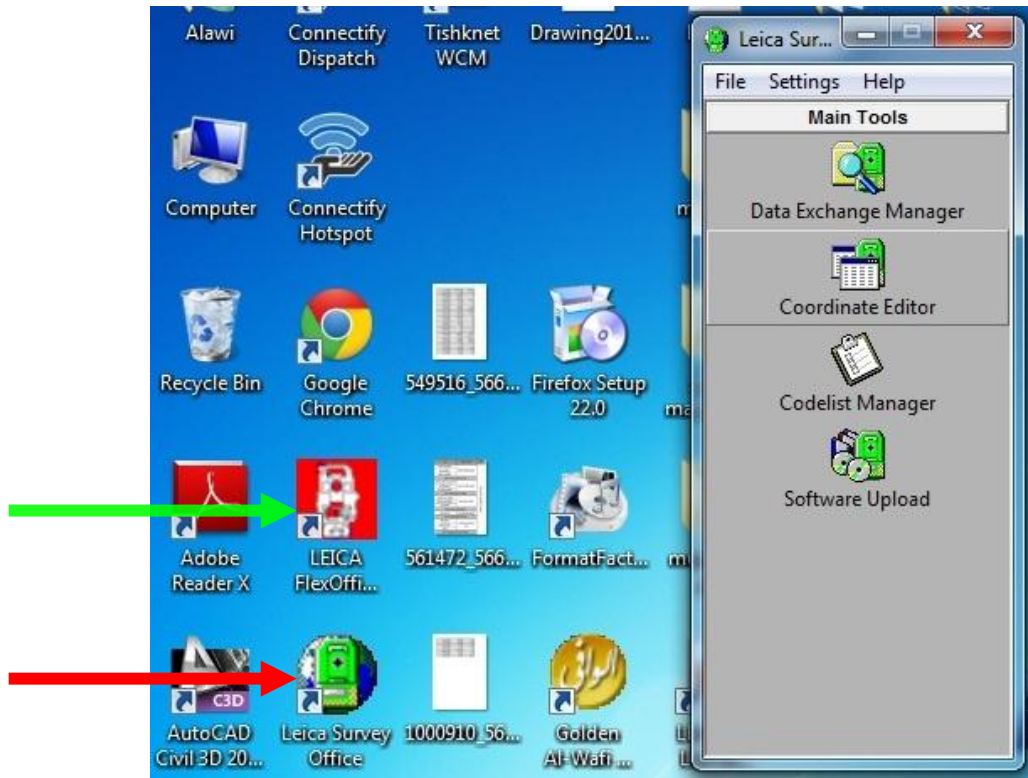 Alawi
Connectify
Dispatch
Tishknet
WCM
Drawing201...
Computer
Connectify
Hotspot
Recycle Bin
Google
Chrome
549516_566...
Firefox Setup
22.0
Adobe
Reader X
LEICA
FlexOffi...
561472_566...
FormatFact...
C3D
AutoCAD
Civil 3D 20...
Leica Survey
Office
1000910_56...
الوافي
Golden
Al-Wafi ...
Leica Sur...
File Settings Help
Main Tools
Data Exchange Manager
Coordinate Editor
Codelist Manager
Software Upload